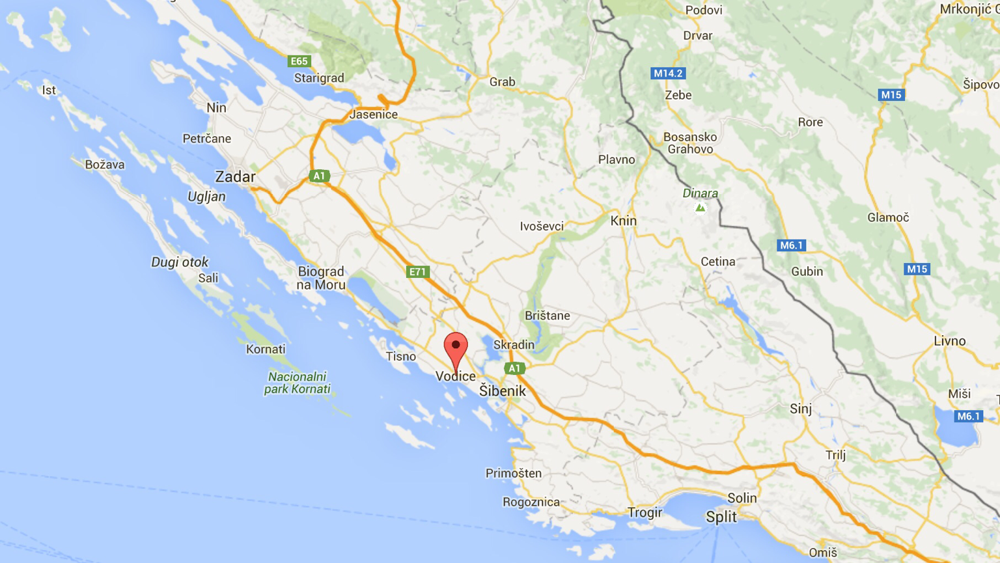 Podovi
Mrkonjić G
Drvar
E65
Starigrad
M14.2
Grab
Šipovo
Ist
Zebe
M15
Nin
Jasenice
Rore
Petrčane
Bosansko
Grahovo
Plavno
Božava
Zadar
A1
Ugljan
Dinara
Knin
Ivoševci
Glamoč
M6.1
Dugi otok
Sali
Biograd
na Moru
E71
Cetina
Gubin
M15
Brištane
Skradin
Livno
Kornati
Tisno
A1
Nacionalni
park Kornati
Vodice
Šibenik
Miši
Sinj
M6.1
Trilj
Primošten
Rogoznica
Solin
Trogir
Split
Omiš